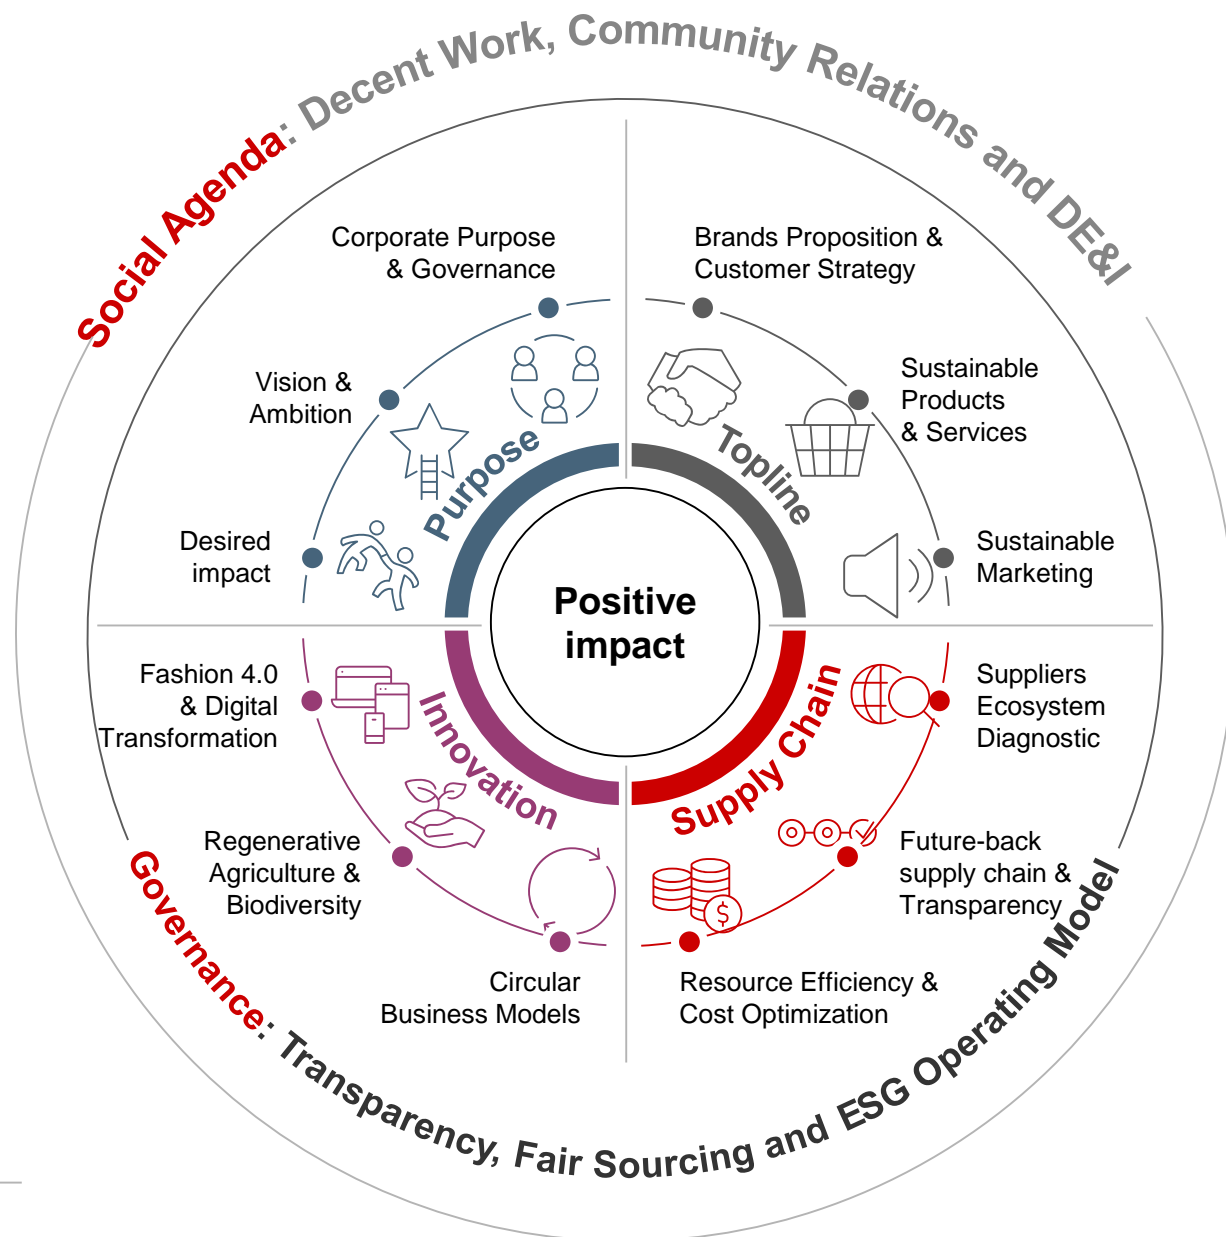 Social Agenda: Decent Work, Community Relations and DE&I
Corporate Purpose
& Governance
Vision &
Ambition
Desired
impact
Purpose
Brands Proposition &
Customer Strategy
Sustainable
Products
& Services
Sustainable
Marketing
Topline
Positive
impact
Fashion 4.0
& Digital
Transformation
Regenerative
Agriculture &
Biodiversity
Circular
Business Models
Innovation
Suppliers
Ecosystem
Diagnostic
Future-back
supply chain &
Transparency
Resource Efficiency &
Cost Optimization
Supply Chain
$
Governance: Transparency, Fair Sourcing and ESG Operating Model